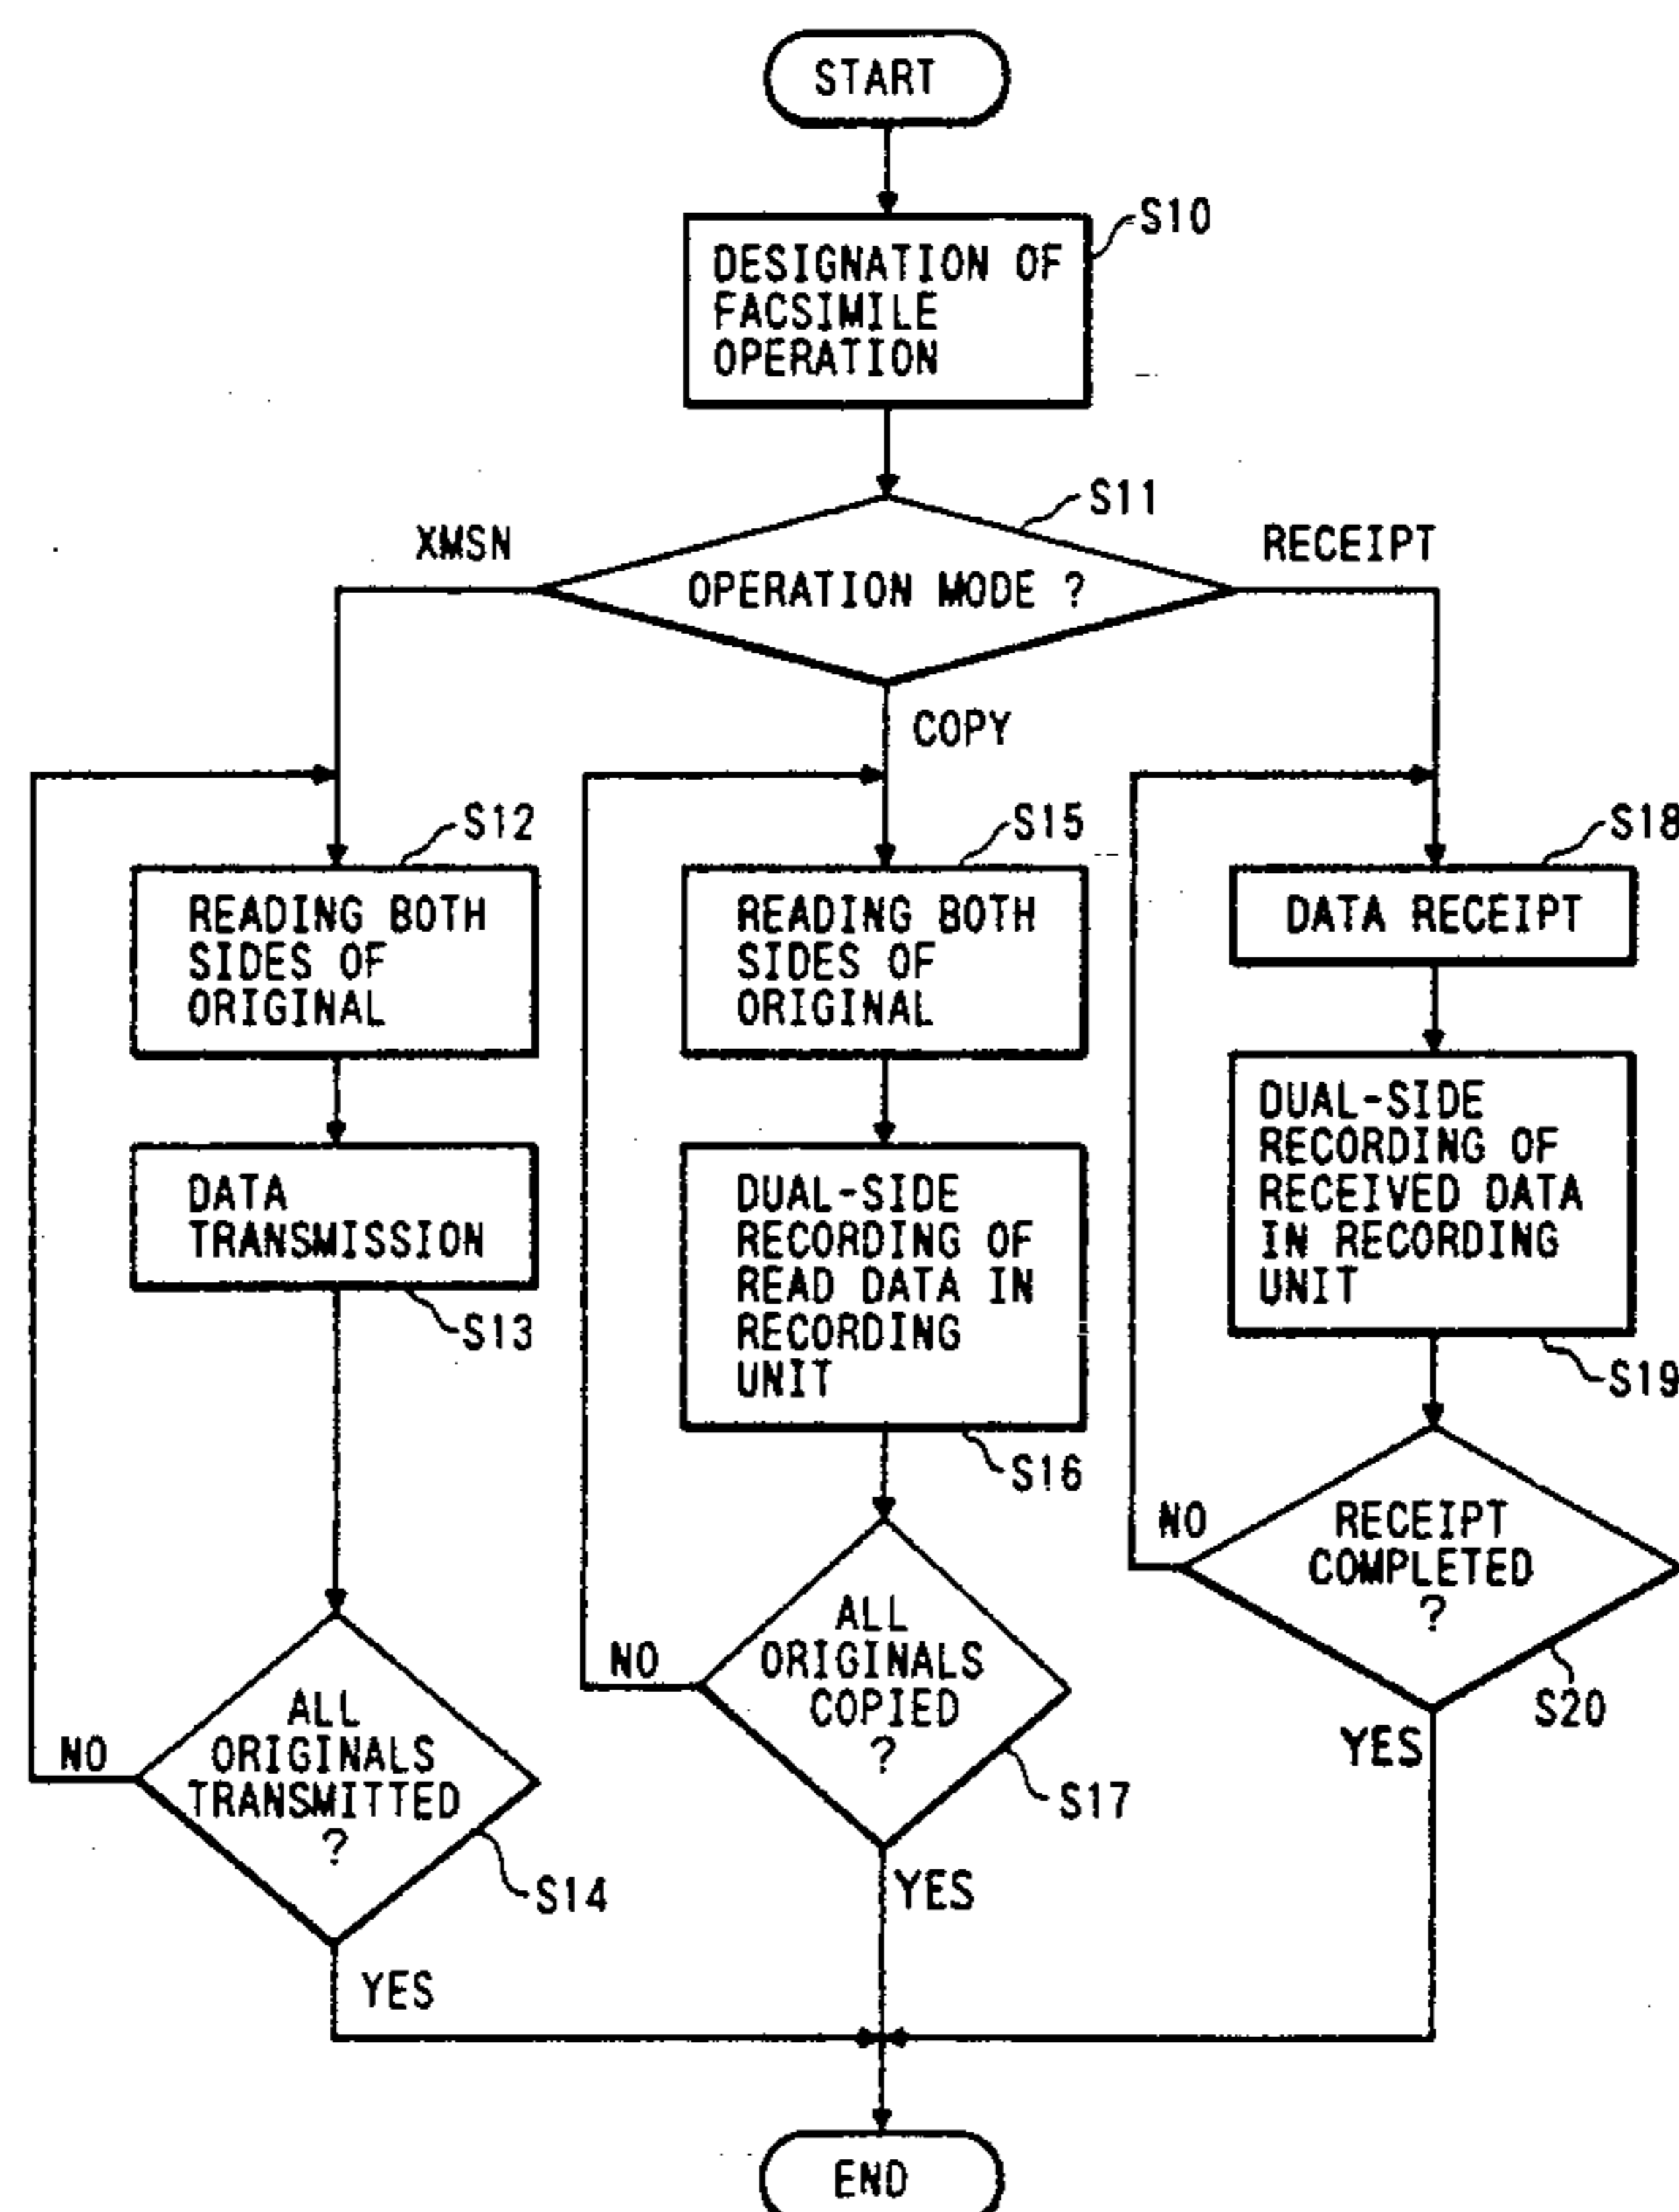 START
S10
DESIGNATION OF
FACSIMILE
OPERATION
S11
XMSN
RECEIPT
OPERATION MODE ?
COPY
S12
READING BOTH
SIDES OF
ORIGINAL
DATA
TRANSMISSION
S13
ALL
ORIGINALS
TRANSMITTED
?
NO
S14
YES
S15
READING BOTH
SIDES OF
ORIGINAL
DUAL-SIDE
RECORDING OF
READ DATA IN
RECORDING
UNIT
S16
ALL
ORIGINALS
COPIED
?
NO
S17
YES
S18
DATA RECEIPT
DUAL-SIDE
RECORDING OF
RECEIVED DATA
IN RECORDING
UNIT
S19
RECEIPT
COMPLETED
?
NO
S20
YES
END